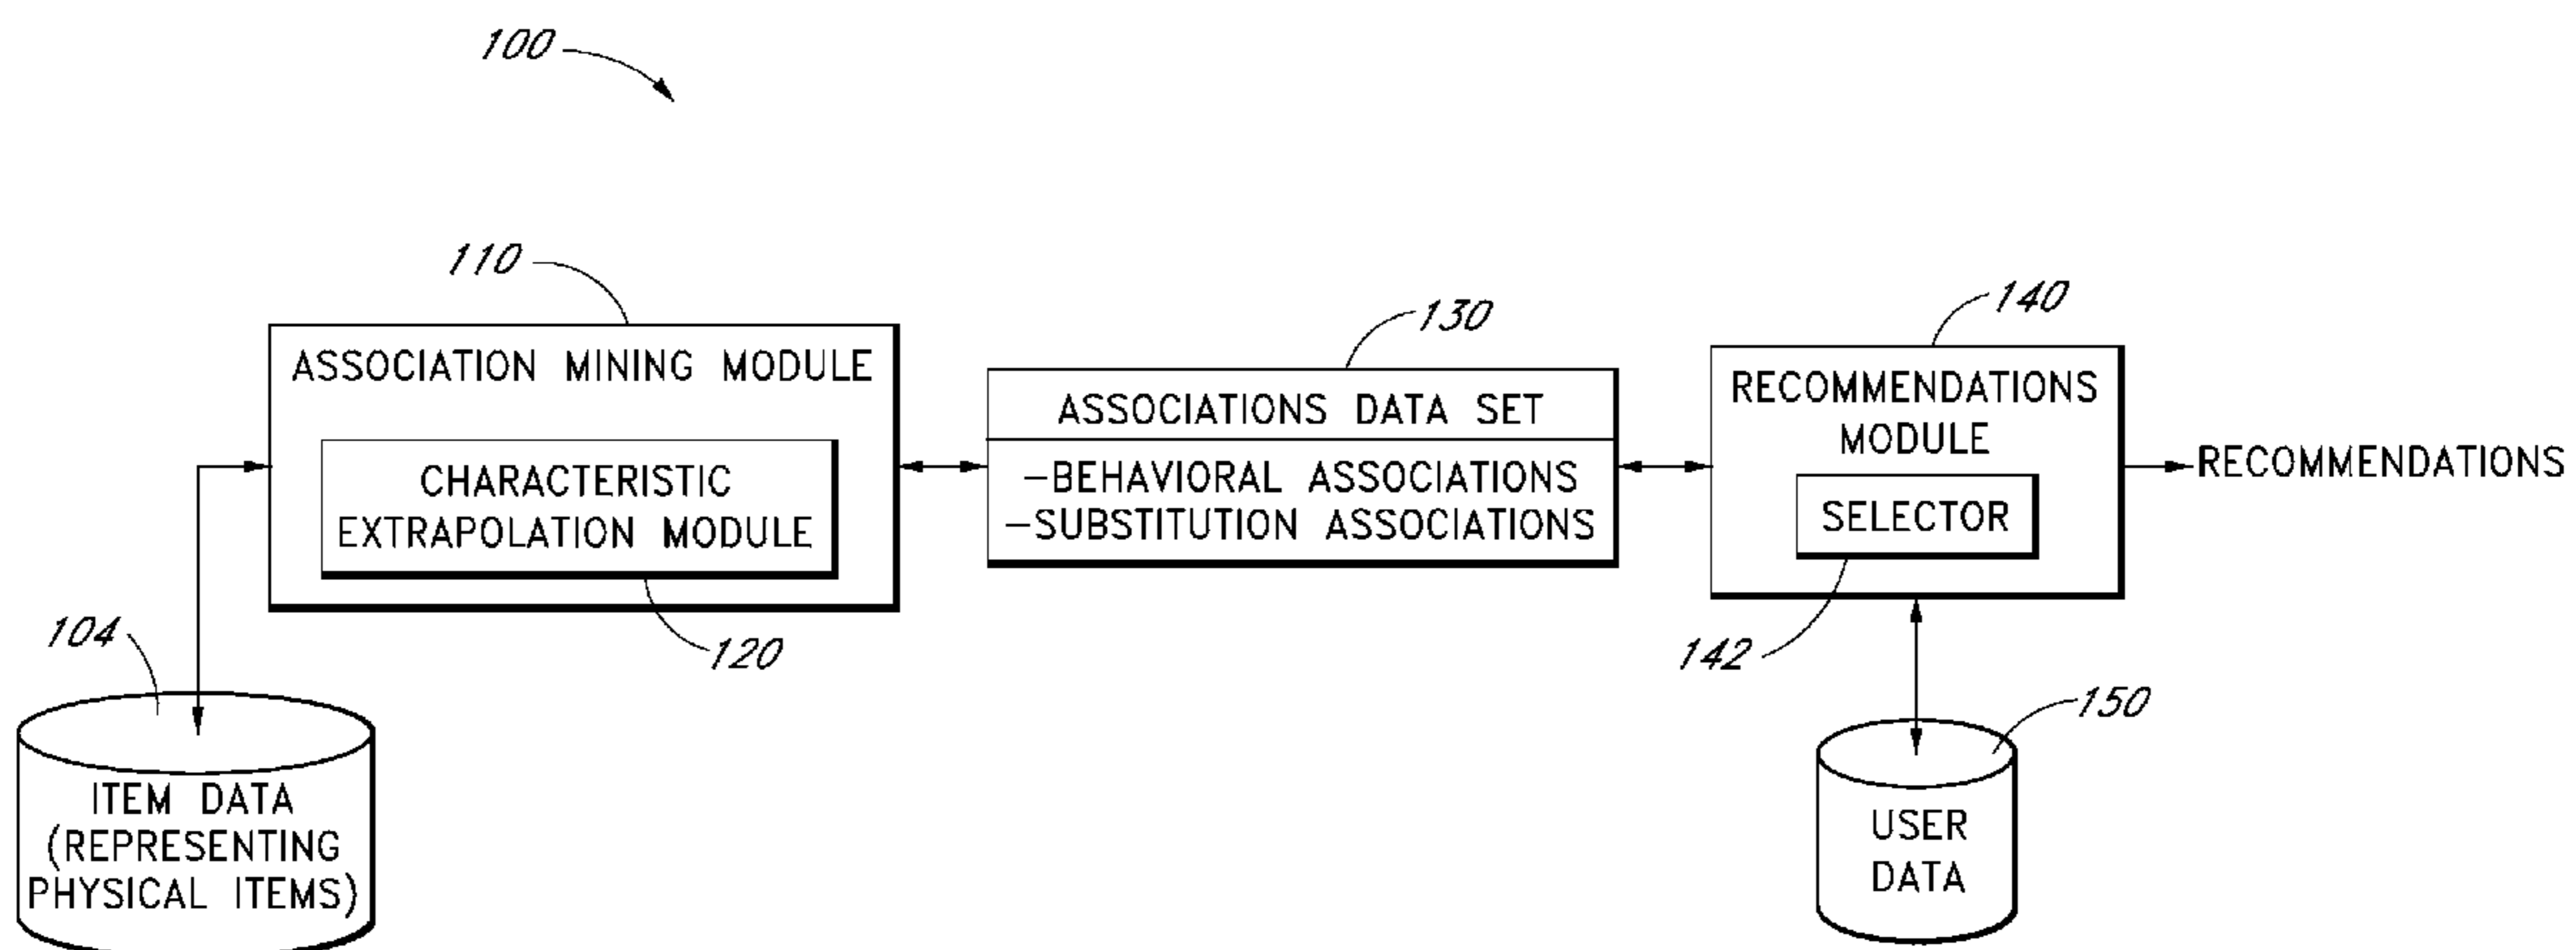 100
110
ASSOCIATION MINING MODULE
CHARACTERISTIC
EXTRAPOLATION MODULE
120
104
ITEM DATA
(REPRESENTING
PHYSICAL ITEMS)
130
ASSOCIATIONS DATA SET
-BEHAVIORAL ASSOCIATIONS
-SUBSTITUTION ASSOCIATIONS
140
RECOMMENDATIONS
MODULE
SELECTOR
142
RECOMMENDATIONS
150
USER
DATA